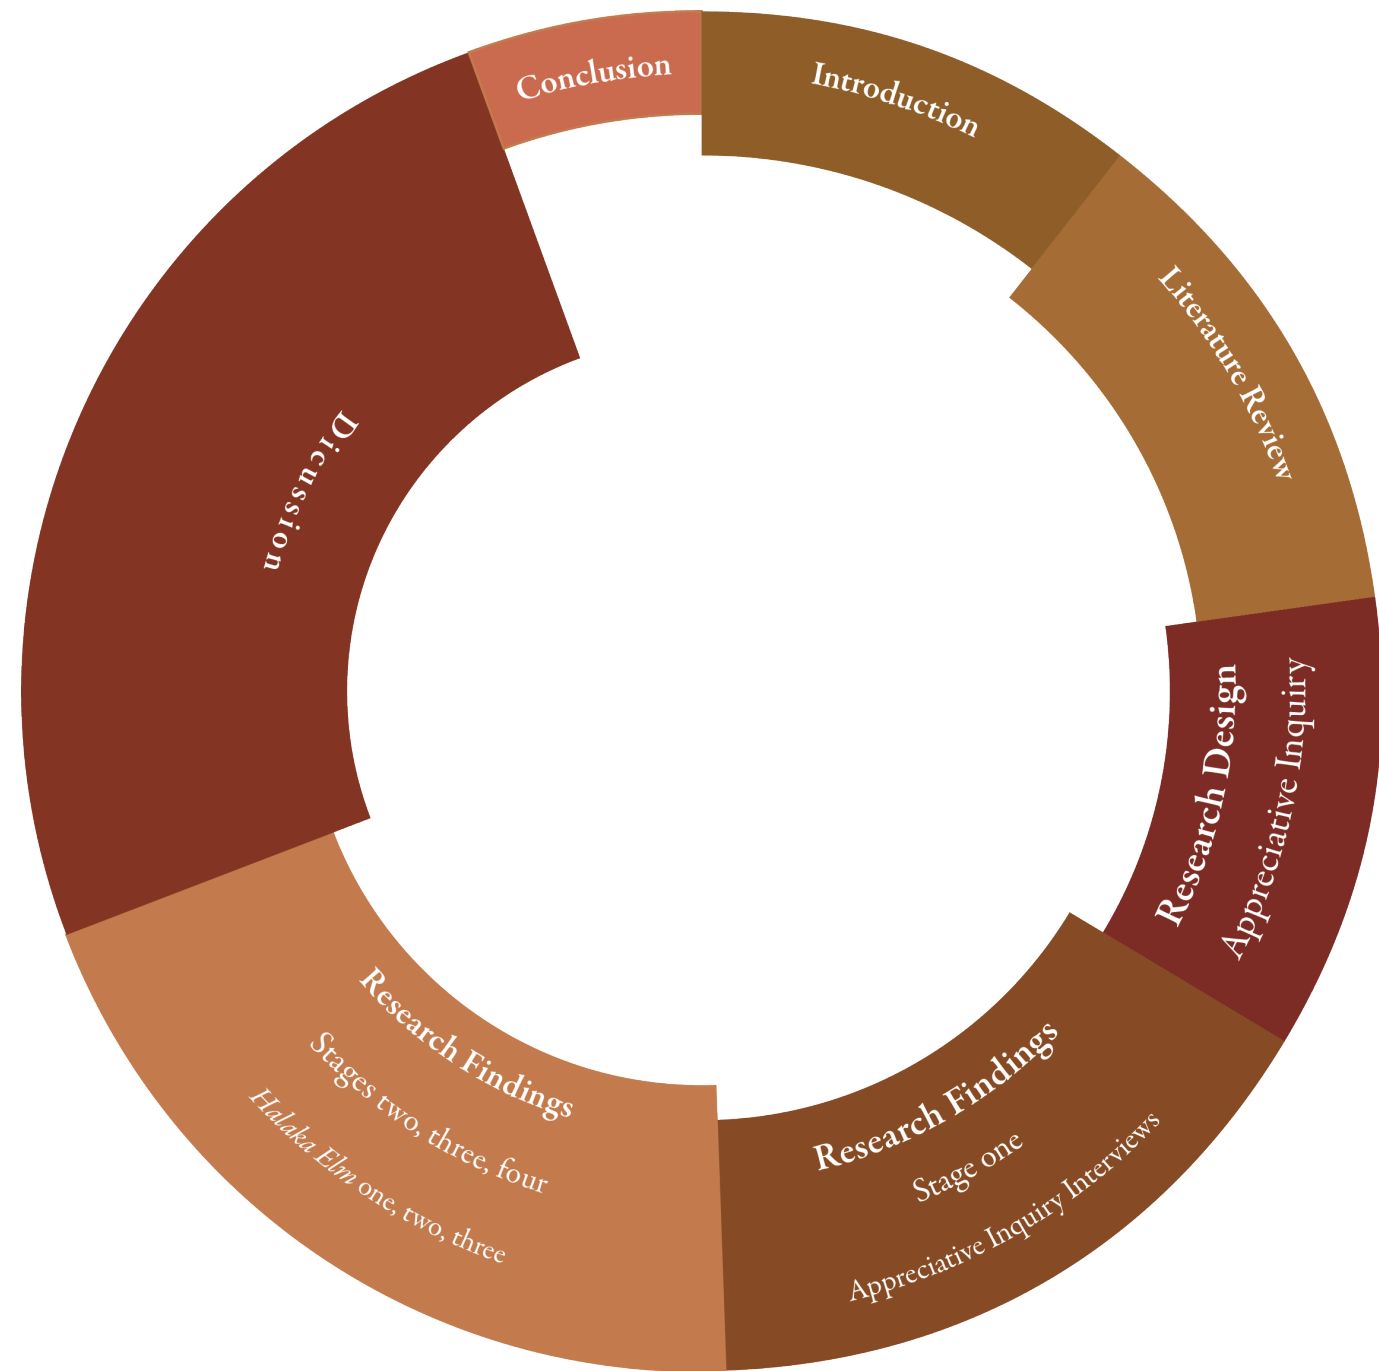 Introduction
Literature Review
Research Design
Appreciative Inquiry
Research Findings
Stage one
Appreciative Inquiry Interviews
Research Findings
Stages two, three, four
Halaka Elm one, two, three
Dicussion
Conclusion